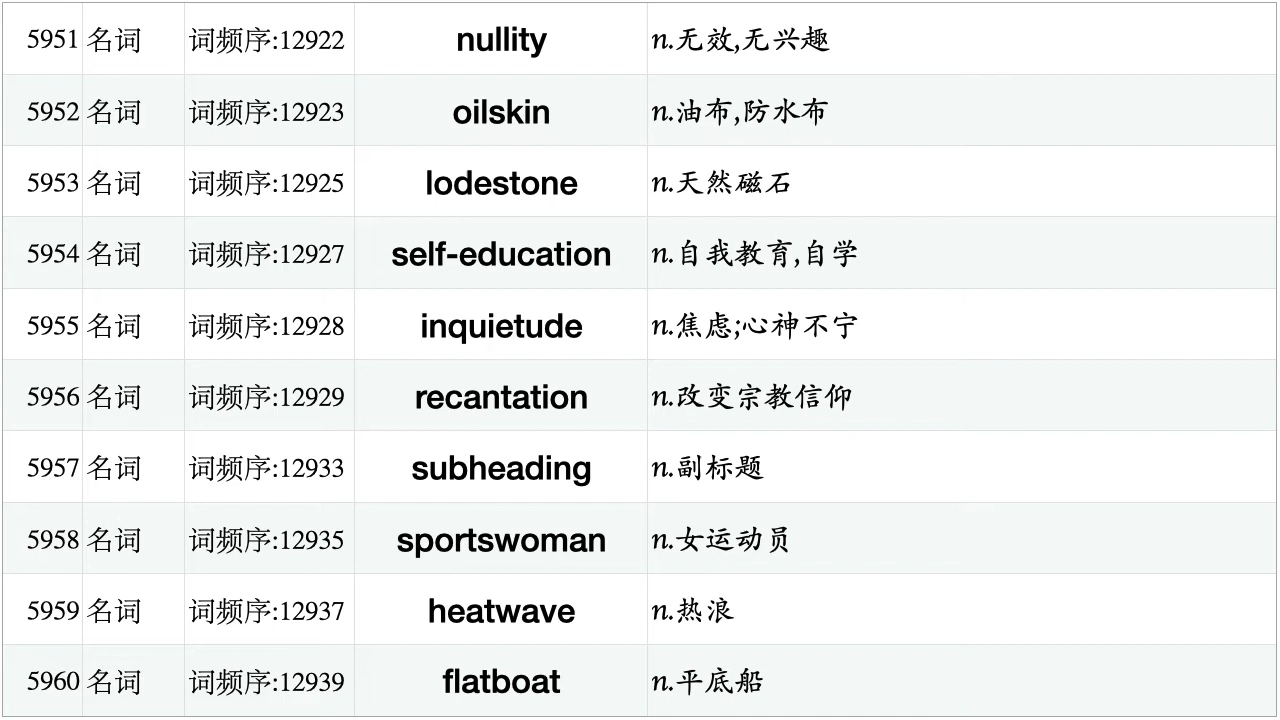 5951 名词 词频序:12922 nullity n.无效,无兴趣
5952 名词 词频序:12923 oilskin n.油布,防水布
5953 名词 词频序:12925 lodestone n.天然磁石
5954 名词 词频序:12927 self-education n.自我教育,自学
5955 名词 词频序:12928 inquietude n.焦虑;心神不宁
5956 名词 词频序:12929 recantation n.改变宗教信仰
5957 名词 词频序:12933 subheading n.副标题
5958 名词 词频序:12935 sportswoman n.女运动员
5959 名词 词频序:12937 heatwave n.热浪
5960 名词 词频序:12939 flatboat n.平底船